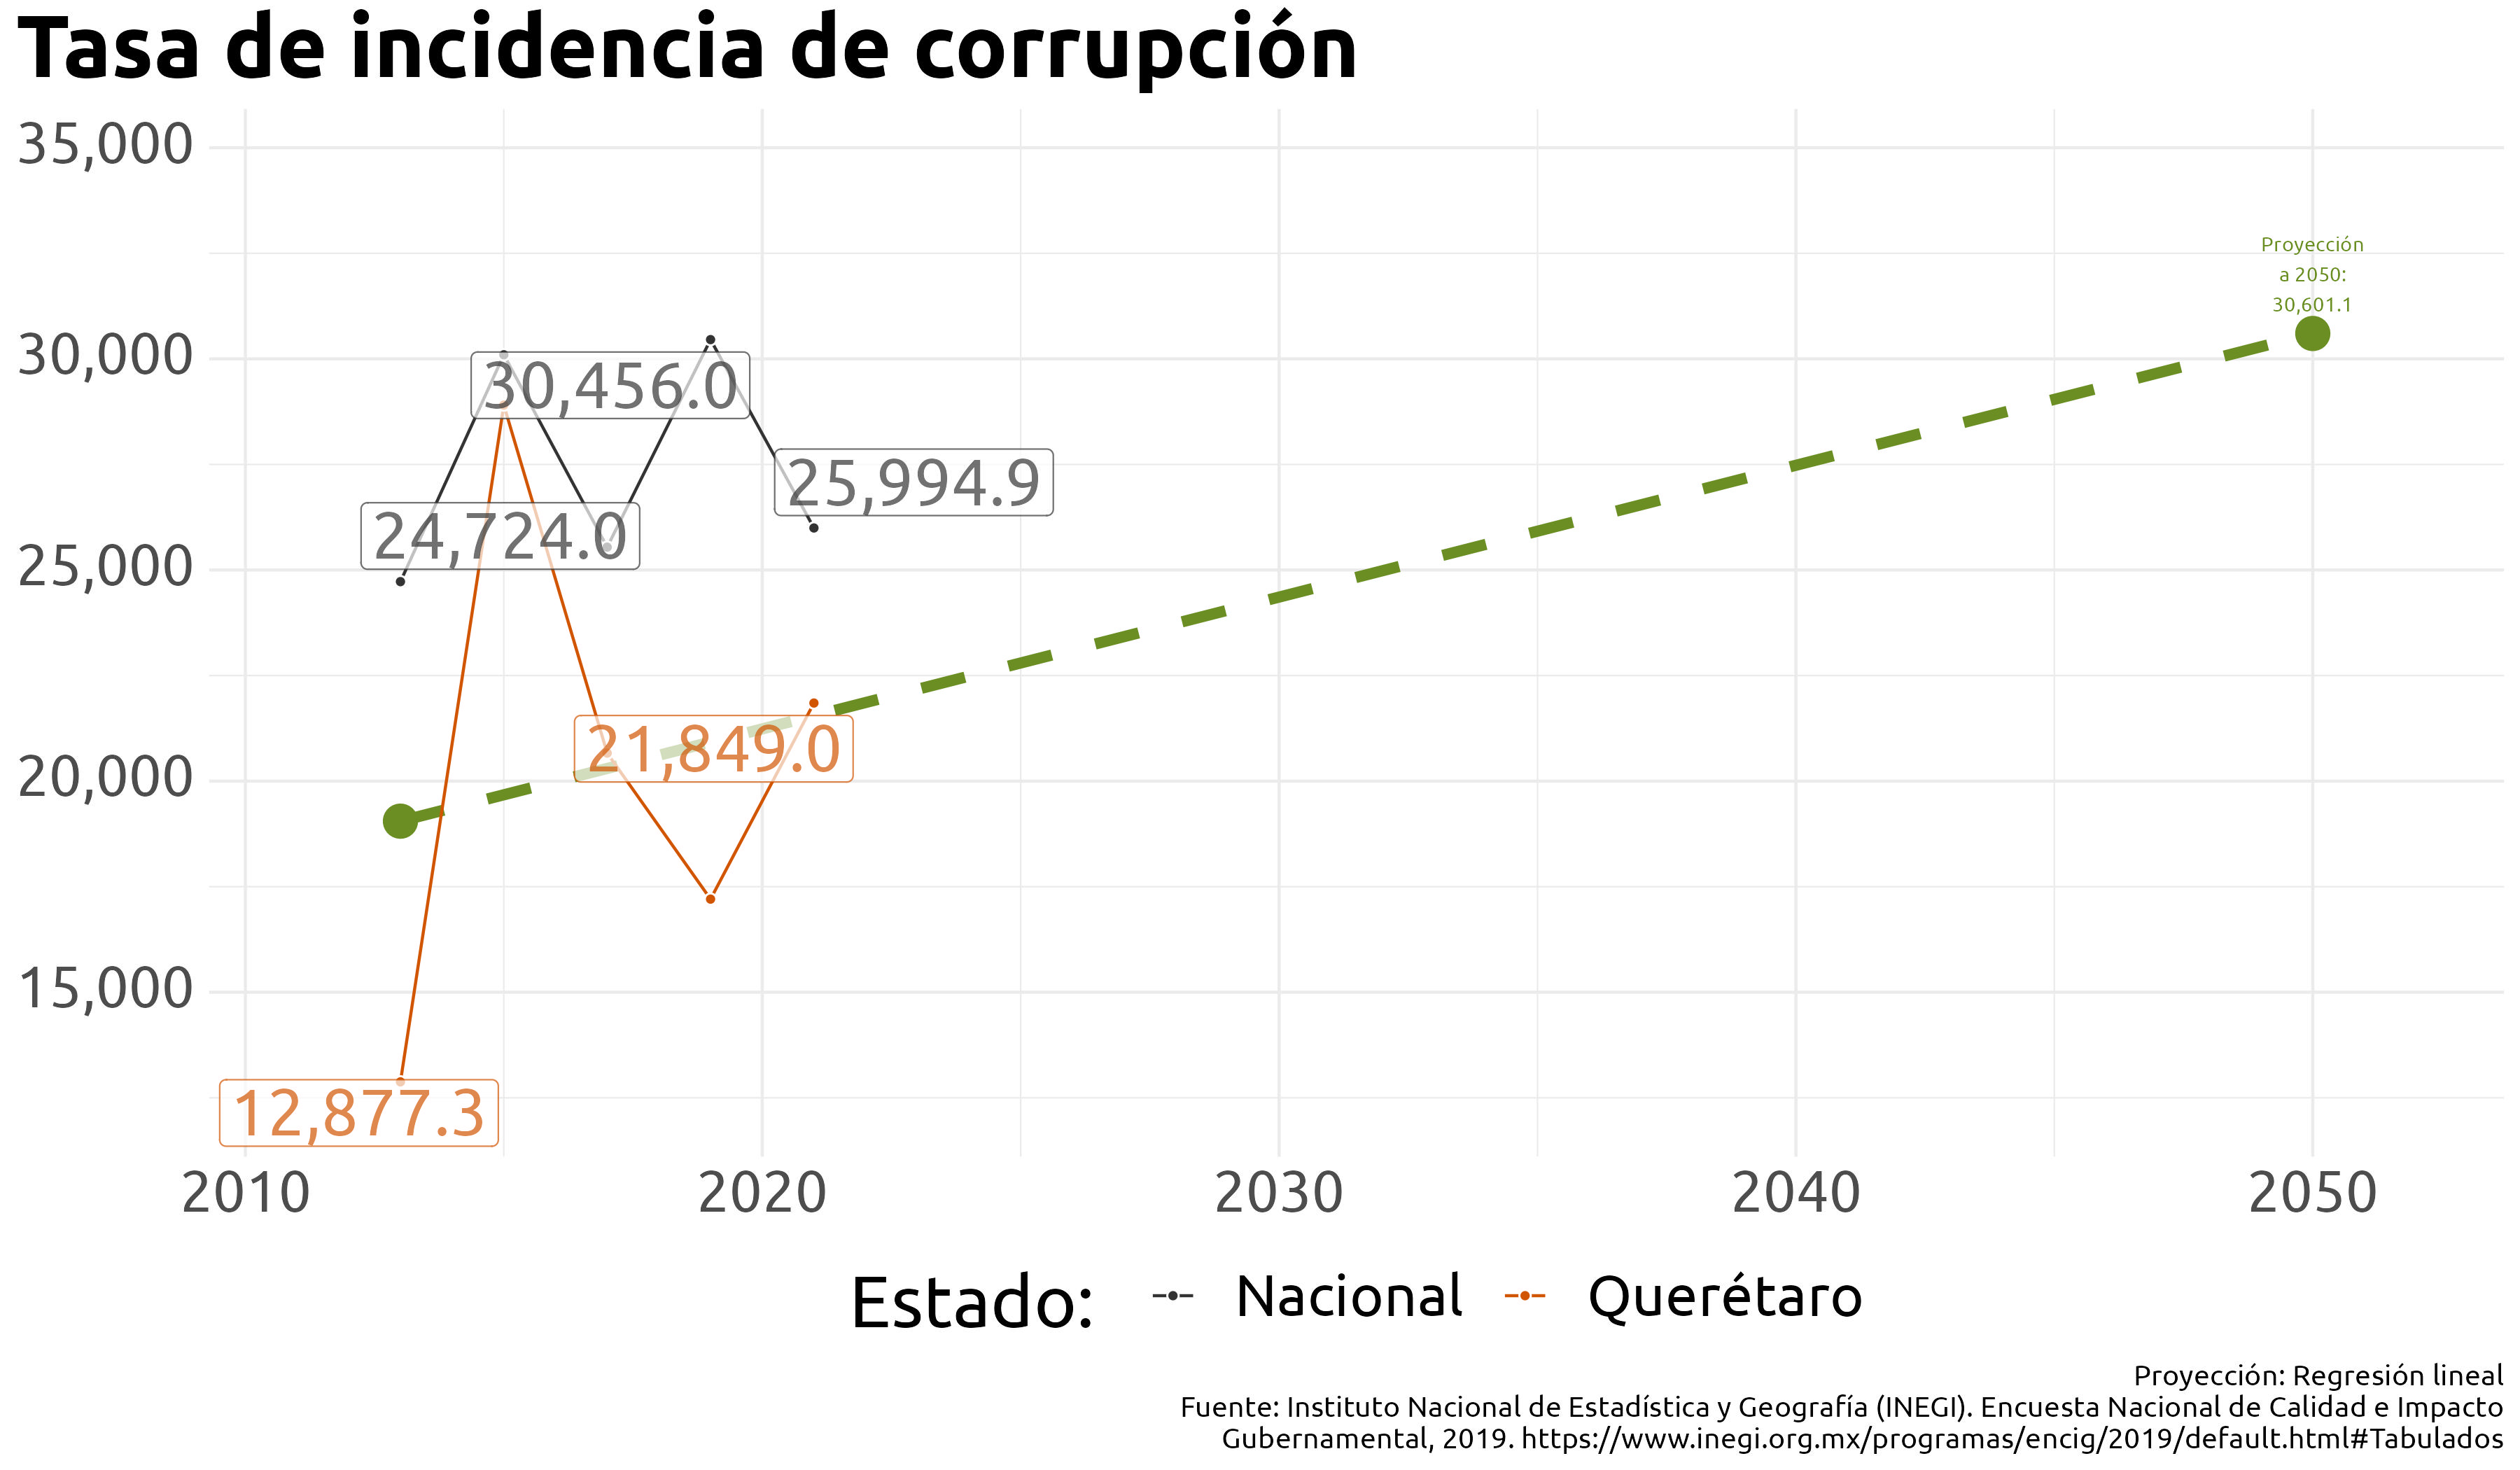 Tasa de incidencia de corrupción
35,000
30,000
25,000
20,000
15,000
Proyección
a 2050:
30,601.1
30,456.0
25,994.9
24,724.0
21,849.0
12,877.3
2010
2020
2030
2040
2050
Estado:
Nacional
Querétaro
Proyección: Regresión lineal
Fuente: Instituto Nacional de Estadística y Geografía (INEGI). Encuesta Nacional de Calidad e Impacto
Gubernamental, 2019. https://www.inegi.org.mx/programas/encig/2019/default.html#Tabulados